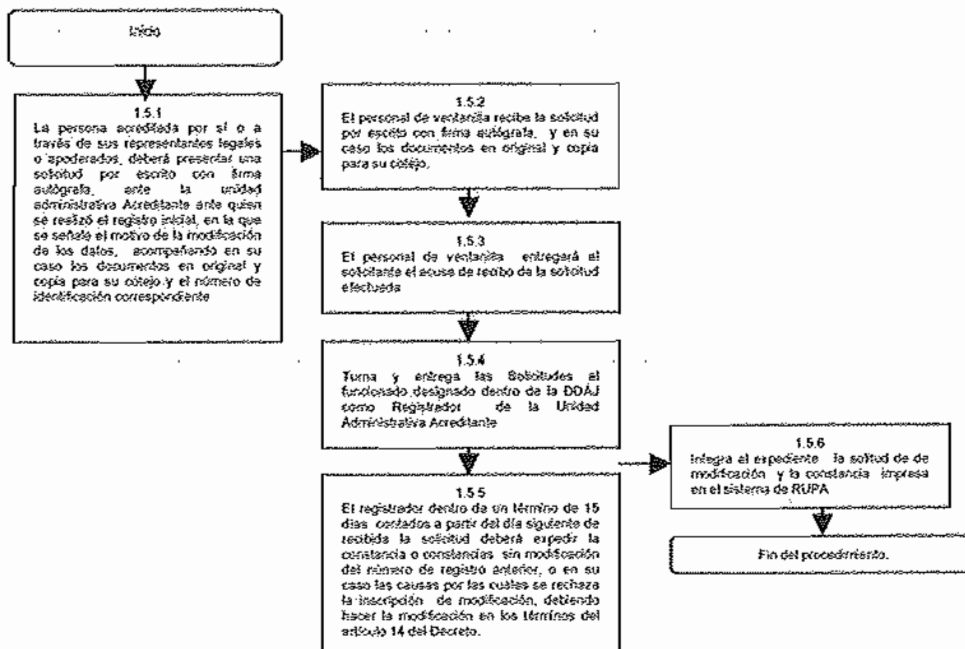 Inicio
1.5.1
La persona acreditada por sí o a
través de sus representantes legales
o apoderados, deberá presentar una
solicitud por escrito con firma
autógrafa, ante la unidad
administrativa Acreditante ante quien
se realizó el registro inicial, en la que
se señale el motivo de la modificación
de los datos, acompañando en su
caso los documentos en original y
copia para su cotejo y el número de
identificación correspondiente
1.5.2
El personal de ventanilla recibe la solicitud
por escrito con firma autógrafa, y en su
caso los documentos en original y copia
para su cotejo.
1.5.3
El personal de ventanilla entregará al
solicitante el acuse de recibo de la solicitud
efectuada
1.5.4
Turna y entrega las Solicitudes al
funcionado designado dentro de la DDAJ
como Registrador de la Unidad
Administrativa Acreditante
1.5.5
El registrador dentro de un término de 15
días contados a partir del día siguiente de
recibida la solicitud deberá expedir la
constancia o constancias sin modificación
del número de registro anterior, o en su
caso las causas por las cuales se rechaza
la inscripción de modificación, debiendo
hacer la modificación en los términos del
artículo 14 del Decreto.
1.5.6
Integra al expediente la solitud de de
modificación y la constancia impresa
en el sistema de RUPA
Fin del procedimiento.